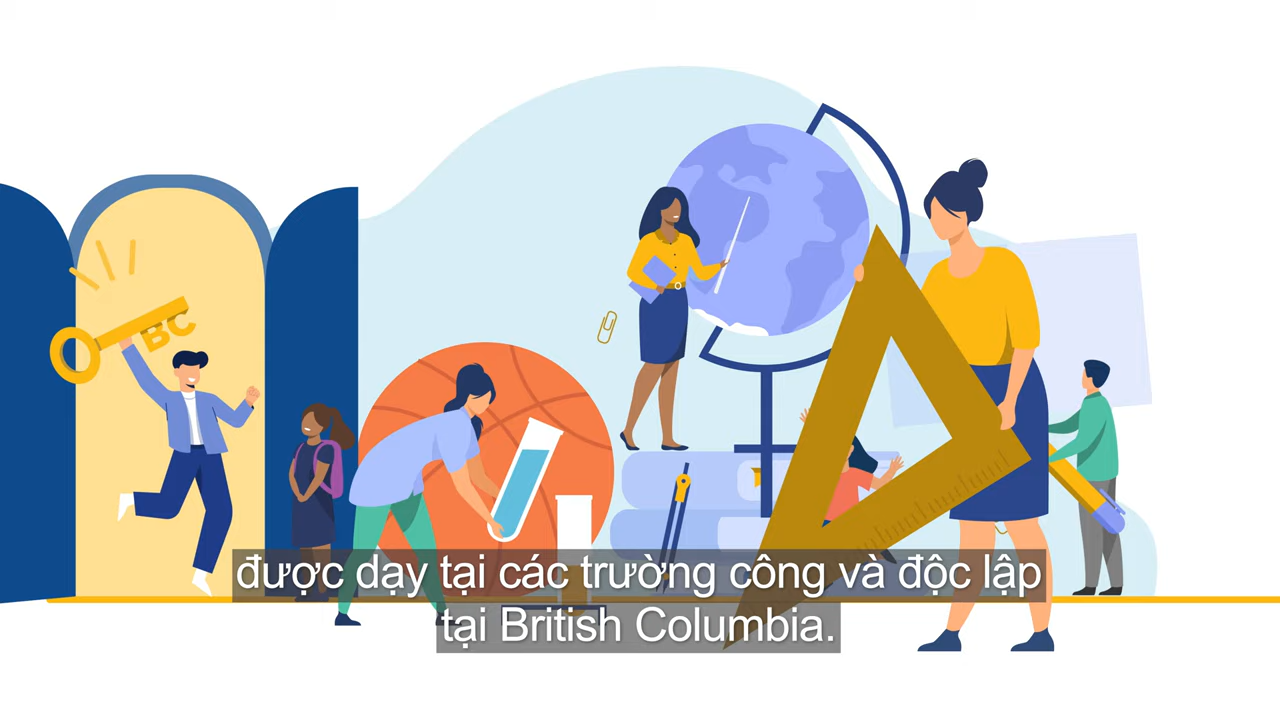 BC
được dạy tại các trường công và độc lập
tại British Columbia.